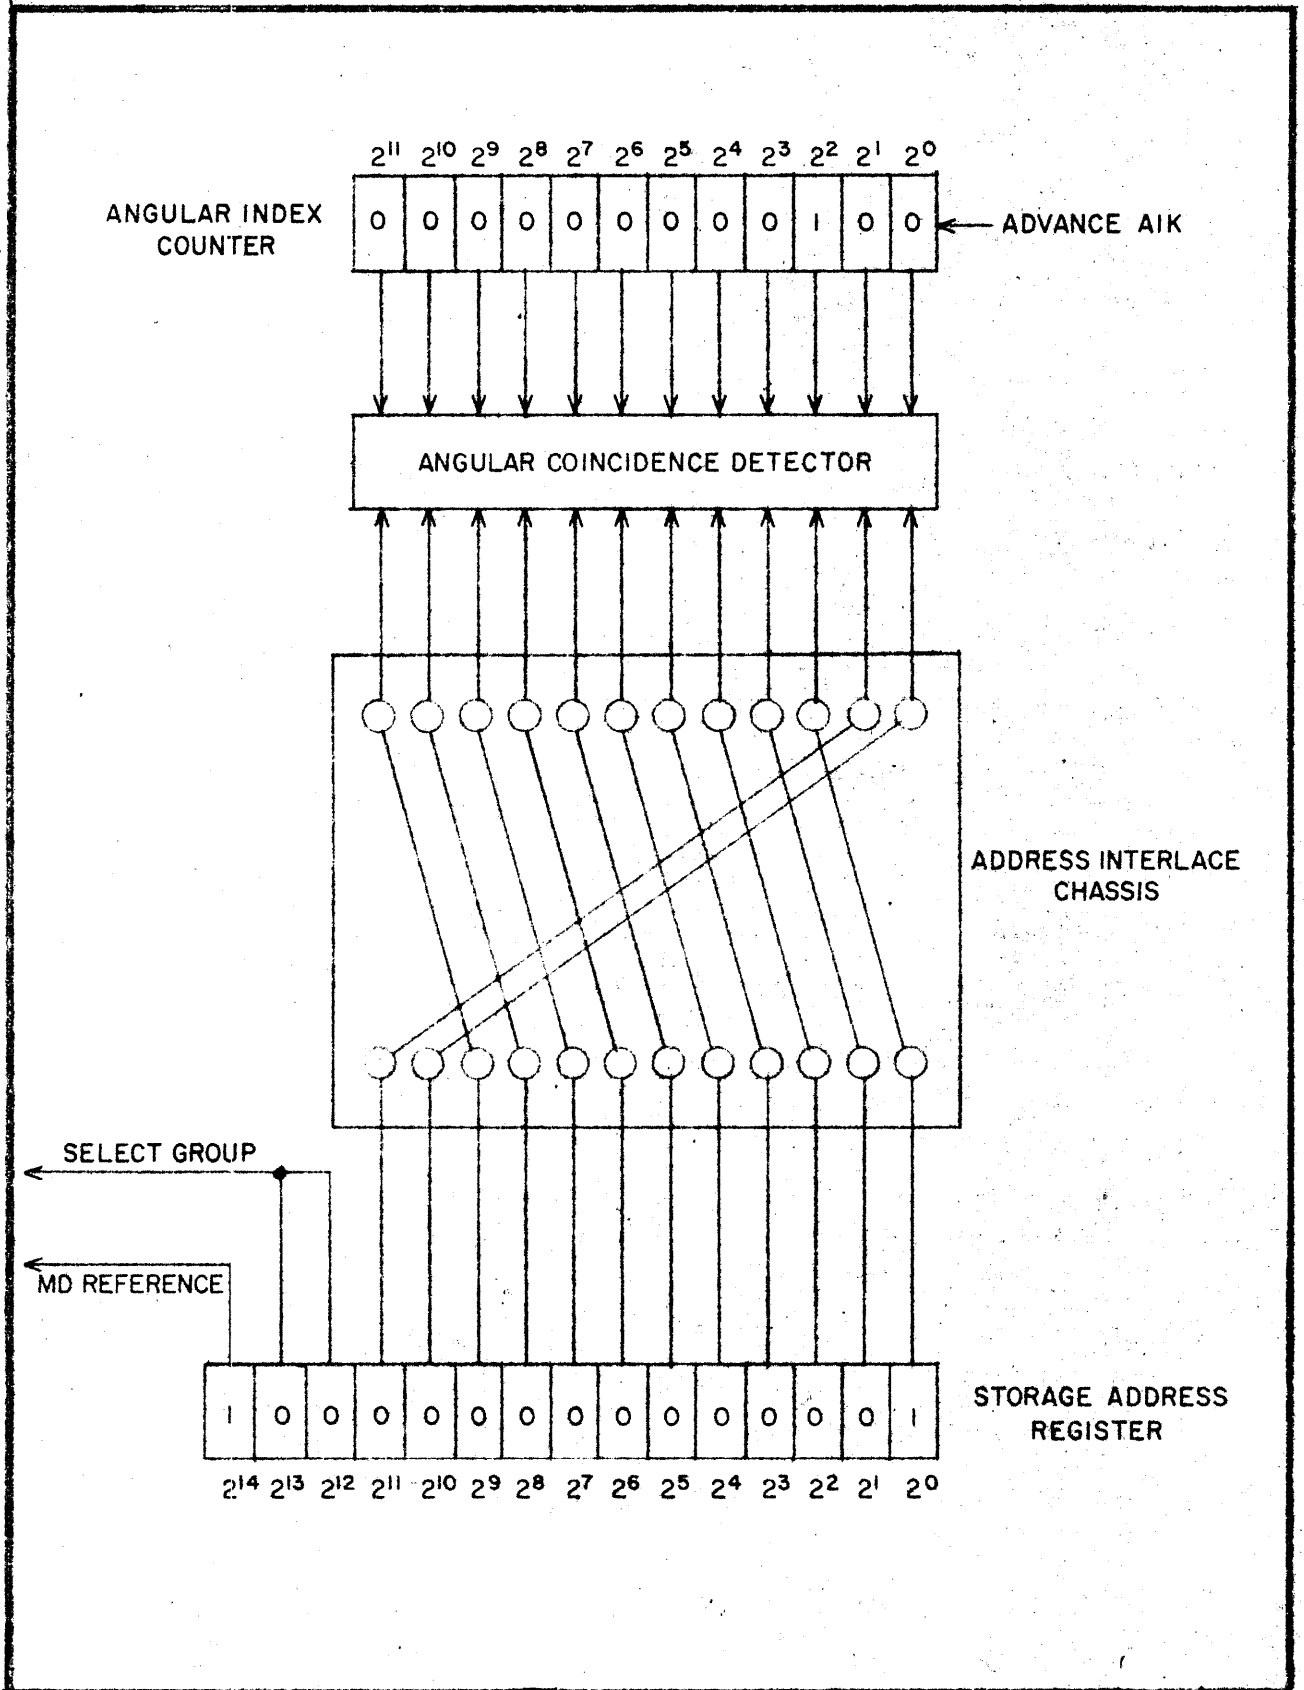 2¹¹ 2¹⁰ 2⁹ 2⁸ 2⁷ 2⁶ 2⁵ 2⁴ 2³ 2² 2¹ 2⁰
ANGULAR INDEX
COUNTER
0 0 0 0 0 0 0 0 0 1 0 0
ADVANCE AIK
ANGULAR COINCIDENCE DETECTOR
ADDRESS INTERLACE
CHASSIS
SELECT GROUP
MD REFERENCE
1 0 0 0 0 0 0 0 0 0 0 0 0 0 1
STORAGE ADDRESS
REGISTER
2¹⁴ 2¹³ 2¹² 2¹¹ 2¹⁰ 2⁹ 2⁸ 2⁷ 2⁶ 2⁵ 2⁴ 2³ 2² 2¹ 2⁰